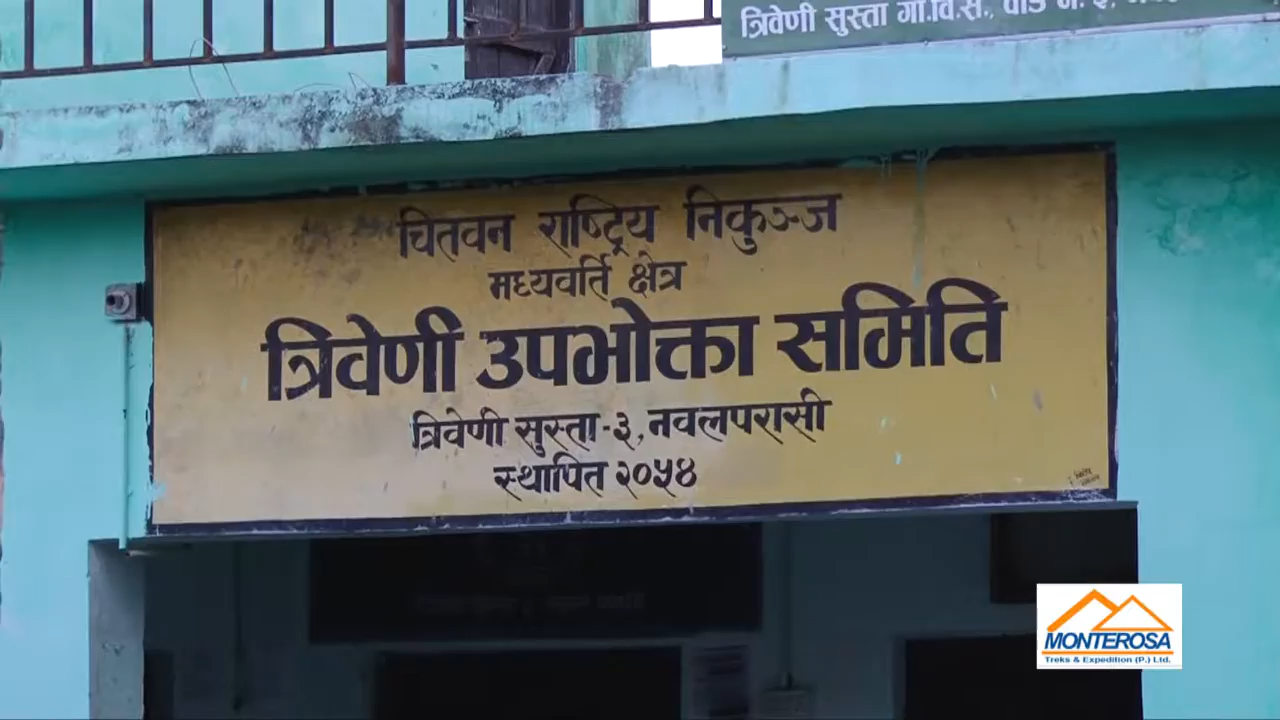 त्रिवेणी सुस्ता गा.वि.स.,
चितवन राष्ट्रिय निकुञ्ज
मध्यवर्ति क्षेत्र
त्रिवेणी उपभोक्ता समिति
त्रिवेणी सुस्ता-३, नवलपरासी
स्थापित २०५४
MONTEROSA
Treks & Expedition (P.) Ltd.